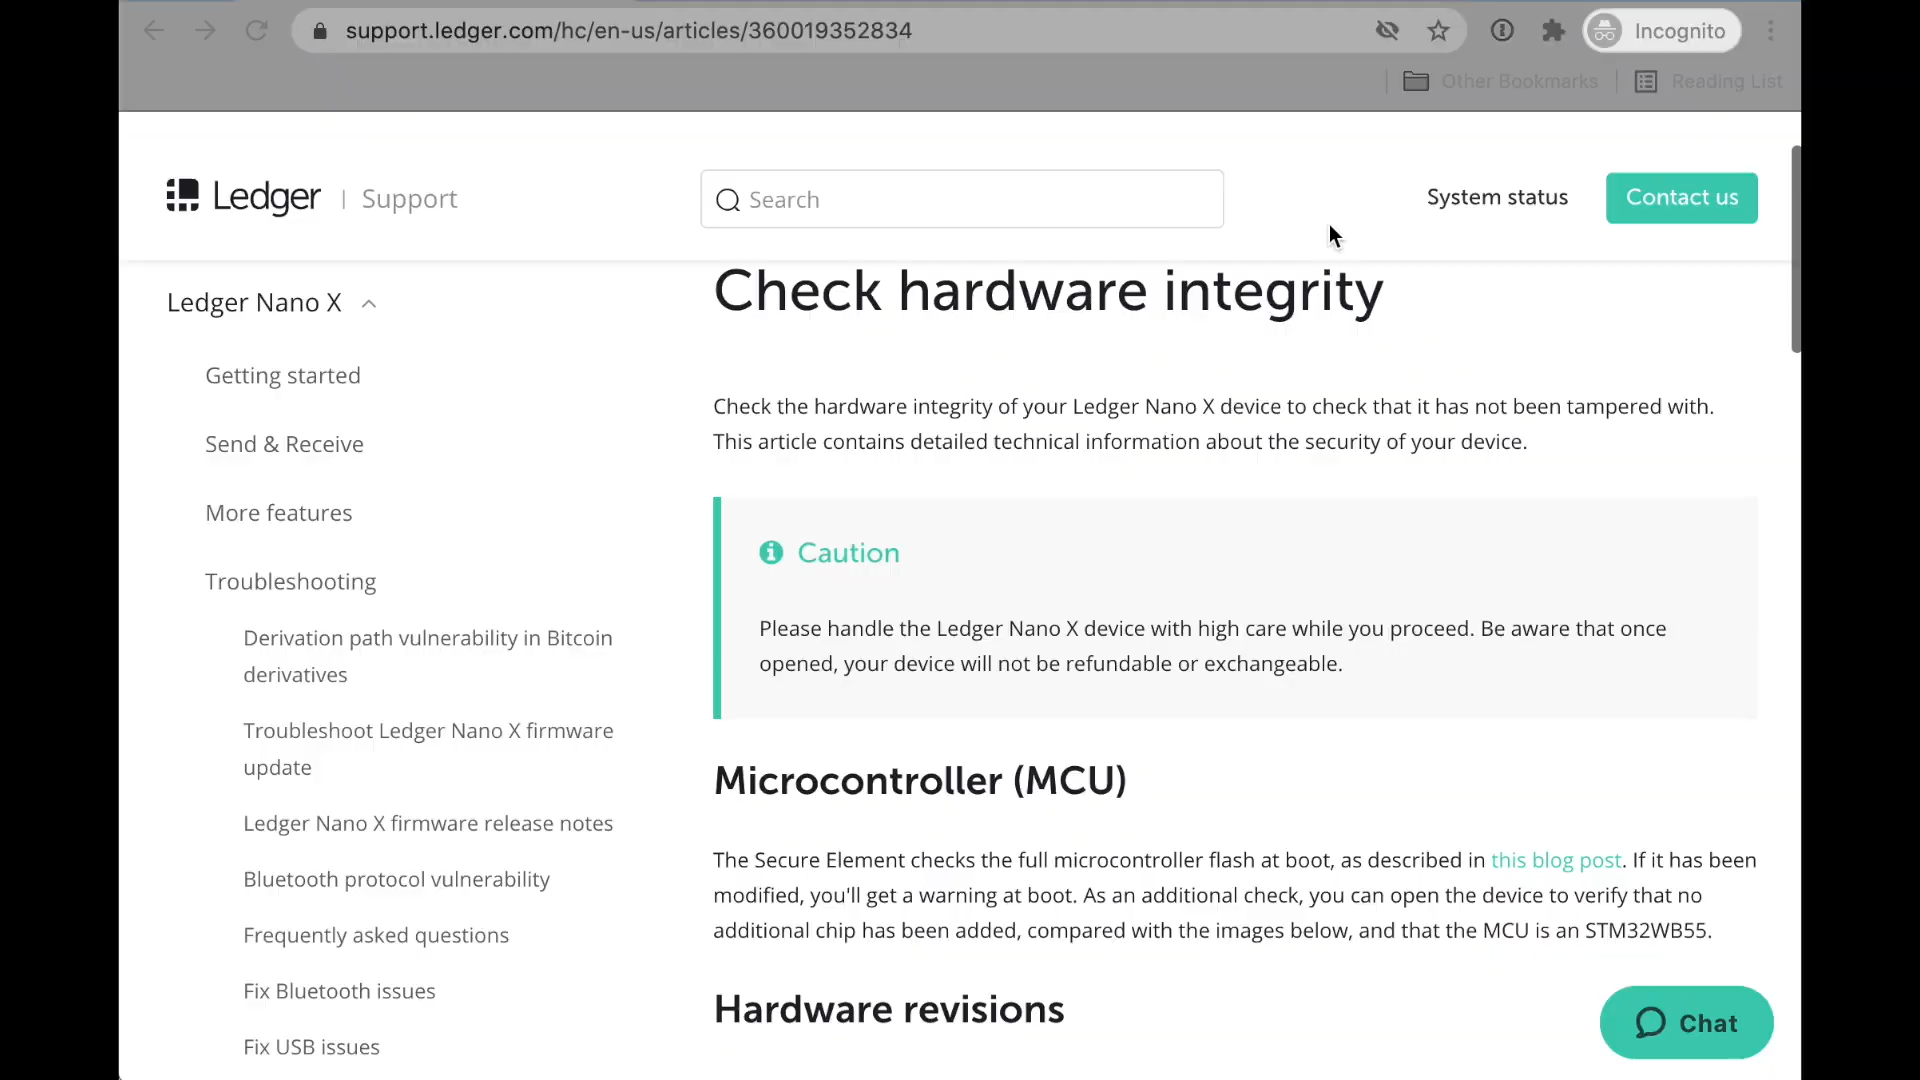 support.ledger.com/hc/en-us/articles/360019352834
Incognito
Other Bookmarks
Reading List
Ledger | Support
Search
System status
Contact us
Ledger Nano X
Getting started
Send & Receive
More features
Troubleshooting
Derivation path vulnerability in Bitcoin
derivatives
Troubleshoot Ledger Nano X firmware
update
Ledger Nano X firmware release notes
Bluetooth protocol vulnerability
Frequently asked questions
Fix Bluetooth issues
Fix USB issues
Check hardware integrity
Check the hardware integrity of your Ledger Nano X device to check that it has not been tampered with.
This article contains detailed technical information about the security of your device.
Caution
Please handle the Ledger Nano X device with high care while you proceed. Be aware that once
opened, your device will not be refundable or exchangeable.
Microcontroller (MCU)
The Secure Element checks the full microcontroller flash at boot, as described in this blog post. If it has been
modified, you'll get a warning at boot. As an additional check, you can open the device to verify that no
additional chip has been added, compared with the images below, and that the MCU is an STM32WB55.
Hardware revisions
Chat